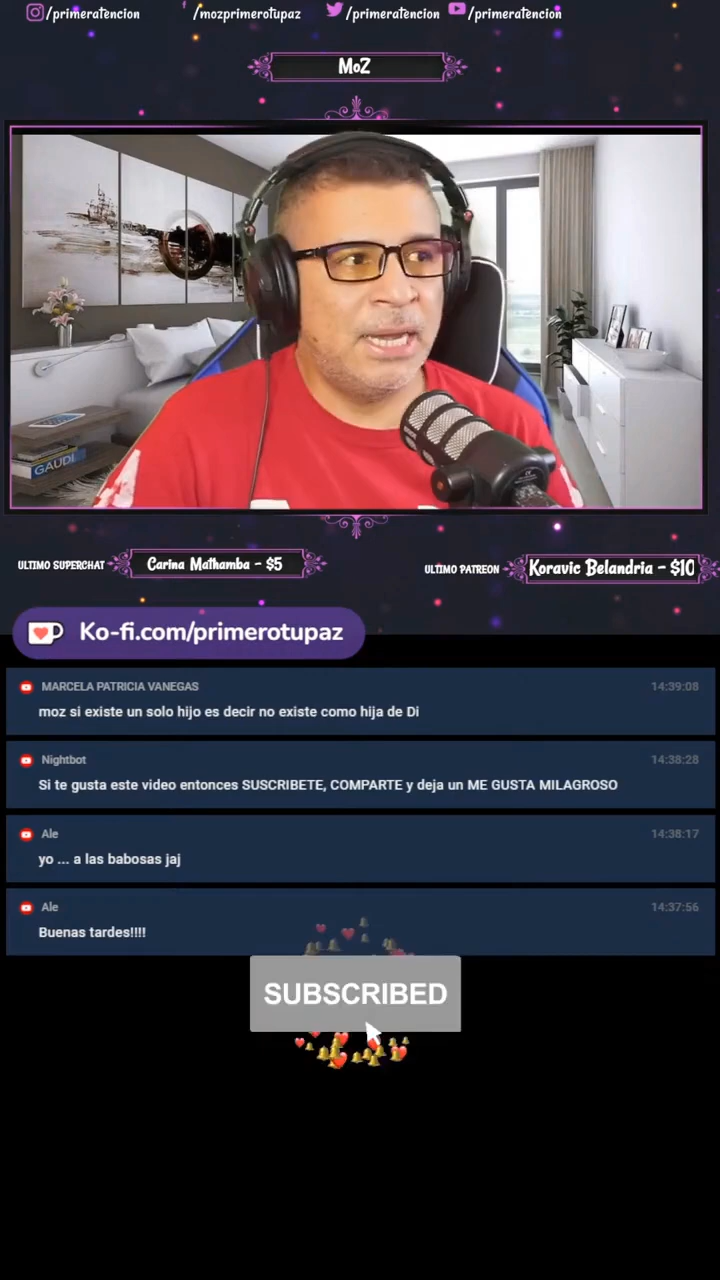 /primeratencion
/mozprimerotupaz
/primeratencion
/primeratencion
MoZ
GAUDÍ
ULTIMO SUPERCHAT
Carina Mathamba - $5
ULTIMO PATREON
Koravic Belandria - $10
Ko-fi.com/primerotupaz
MARCELA PATRICIA VANEGAS
14:39:08
moz si existe un solo hijo es decir no existe como hija de Di
Nightbot
14:38:28
Si te gusta este video entonces SUSCRIBETE, COMPARTE y deja un ME GUSTA MILAGROSO
Ale
14:38:17
yo ... a las babosas jaj
Ale
14:37:56
Buenas tardes!!!!
SUBSCRIBED